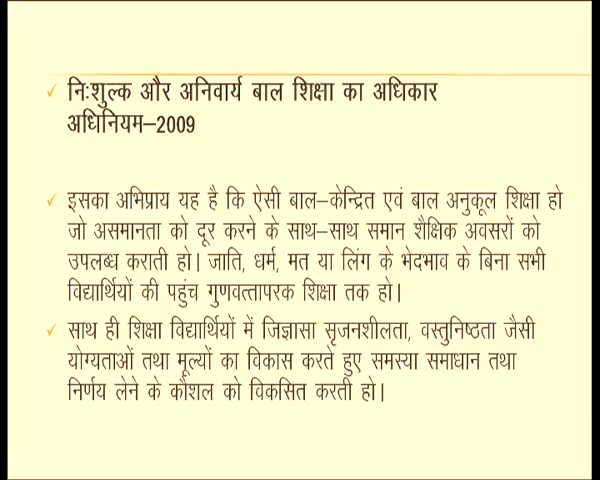 निःशुल्क और अनिवार्य बाल शिक्षा का अधिकार
अधिनियम–2009
इसका अभिप्राय यह है कि ऐसी बाल–केन्द्रित एवं बाल अनुकूल शिक्षा हो
जो असमानता को दूर करने के साथ–साथ समान शैक्षिक अवसरों को
उपलब्ध कराती हो। जाति, धर्म, मत या लिंग के भेदभाव के बिना सभी
विद्यार्थियों की पहुंच गुणवत्तापरक शिक्षा तक हो।
साथ ही शिक्षा विद्यार्थियों में जिज्ञासा सृजनशीलता, वस्तुनिष्ठता जैसी
योग्यताओं तथा मूल्यों का विकास करते हुए समस्या समाधान तथा
निर्णय लेने के कौशल को विकसित करती हो।